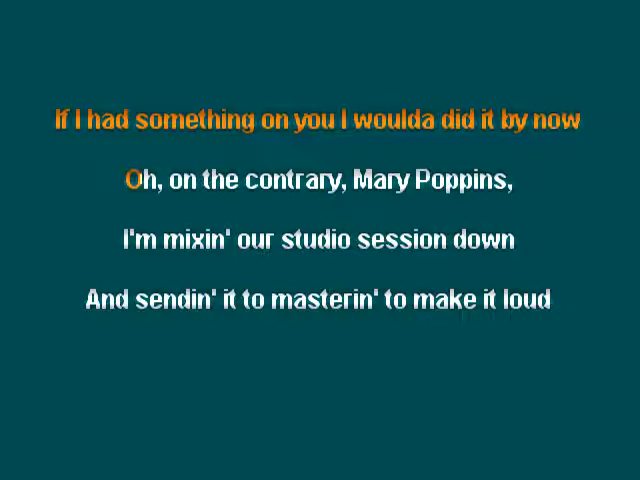 If I had something on you I woulda did it by now
Oh, on the contrary, Mary Poppins,
I'm mixin' our studio session down
And sendin' it to masterin' to make it loud